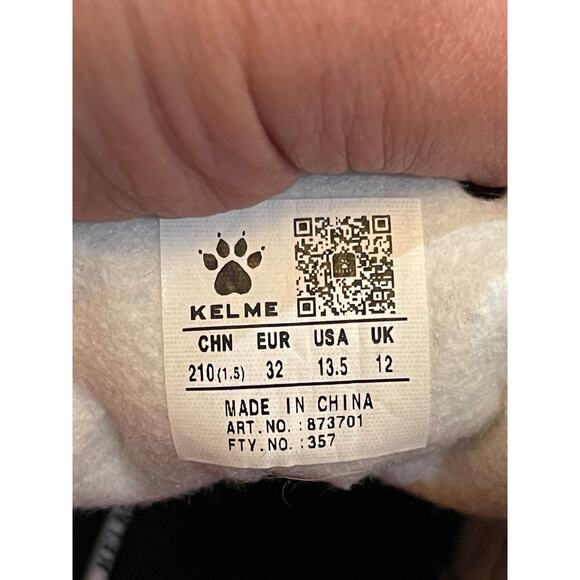 KELME
CHN EUR USA UK
210(1.5) 32 13.5 12
MADE IN CHINA
ART.NO.:873701
FTY.NO.:357